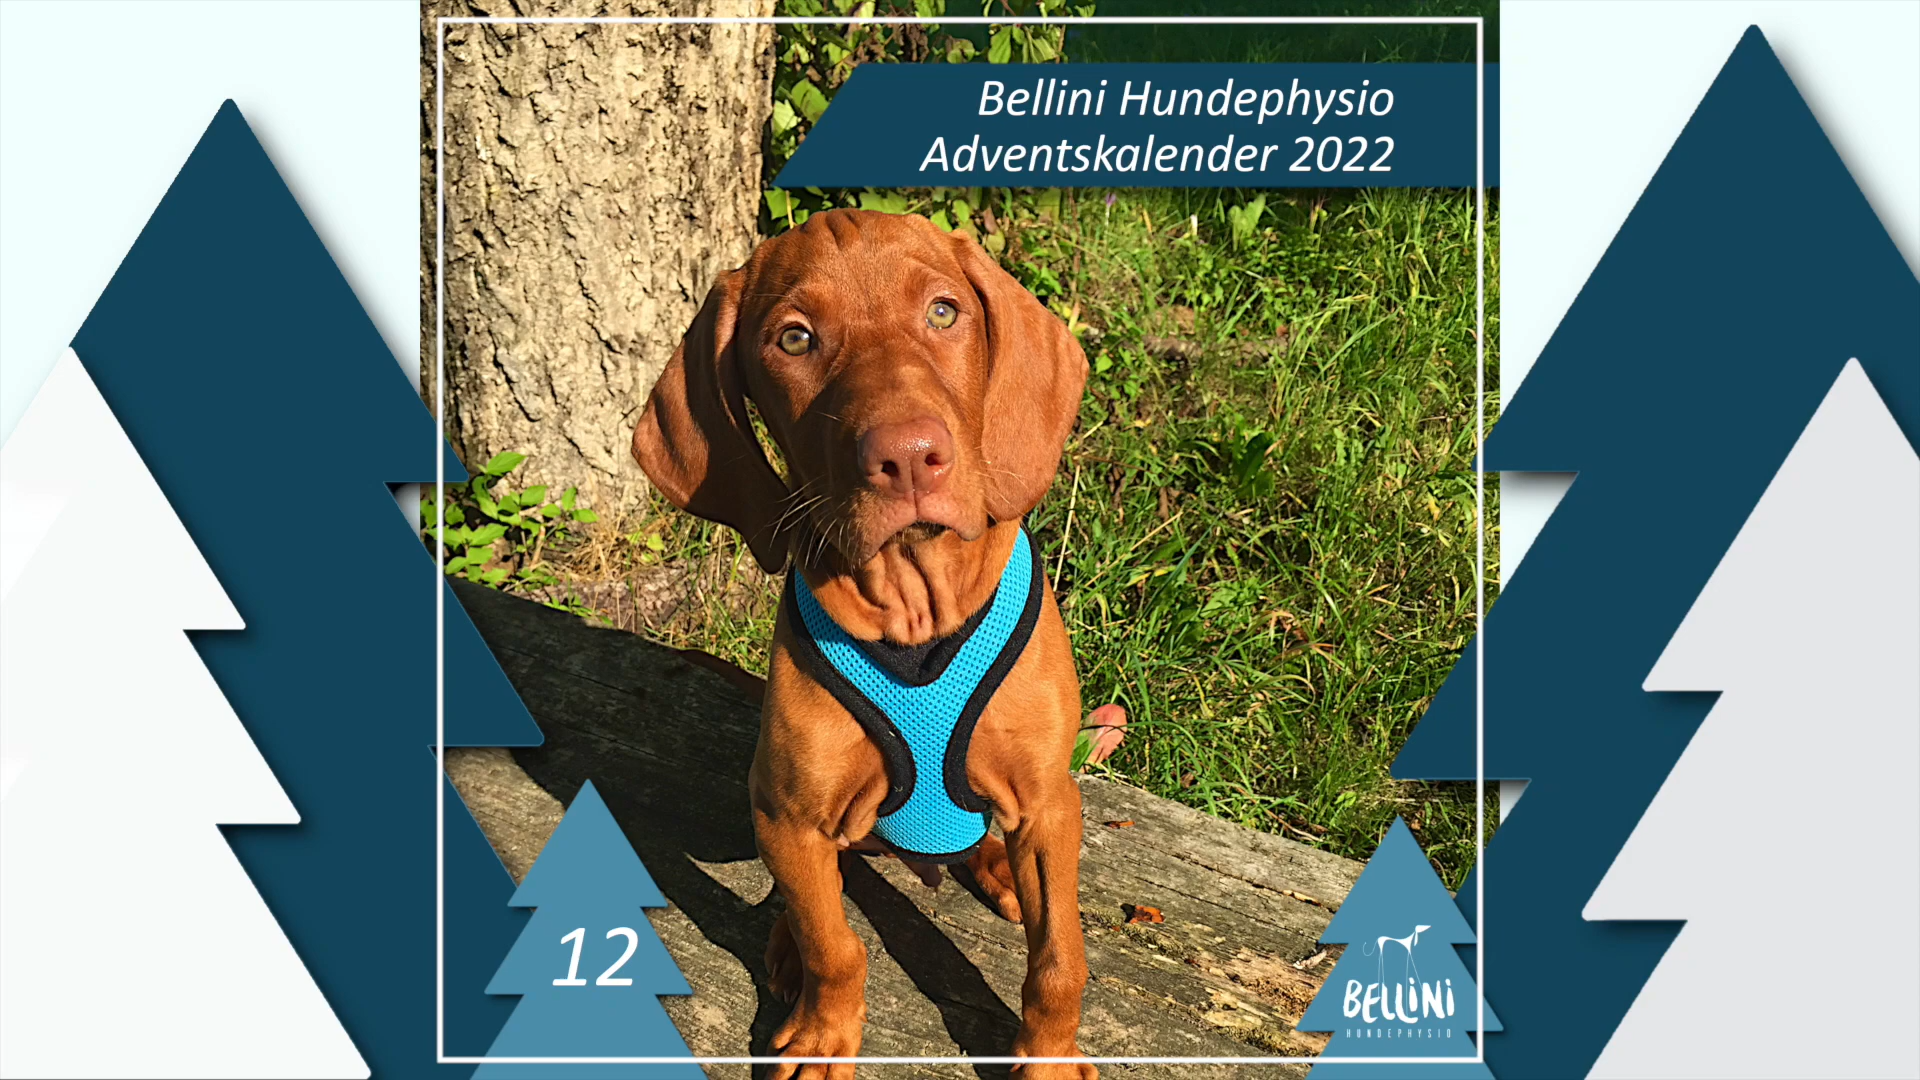 Bellini Hundephysio
Adventskalender 2022
12
BELLINI
HUNDEPHYSIO